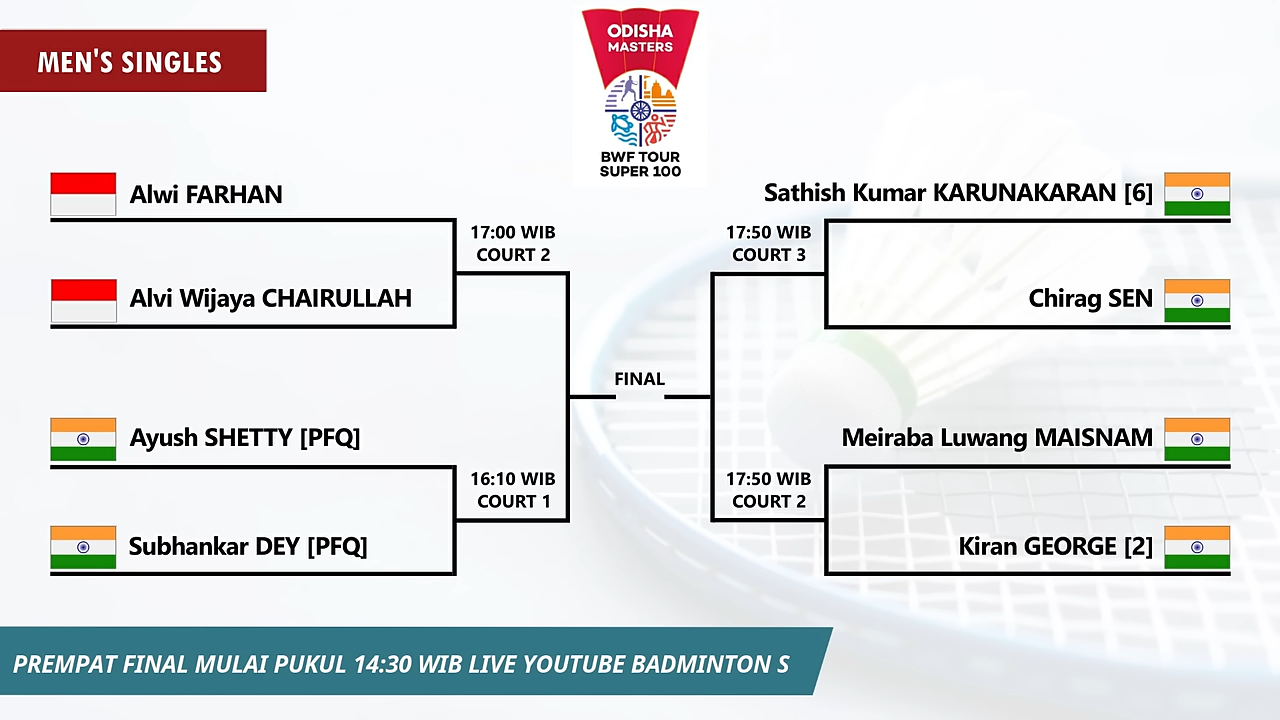 MEN'S SINGLES
ODISHA
MASTERS
BWF TOUR
SUPER 100
Alwi FARHAN
17:00 WIB
COURT 2
Alvi Wijaya CHAIRULLAH
Ayush SHETTY [PFQ]
16:10 WIB
COURT 1
Subhankar DEY [PFQ]
FINAL
Sathish Kumar KARUNAKARAN [6]
17:50 WIB
COURT 3
Chirag SEN
Meiraba Luwang MAISNAM
17:50 WIB
COURT 2
Kiran GEORGE [2]
PREMPAT FINAL MULAI PUKUL 14:30 WIB LIVE YOUTUBE BADMINTON S